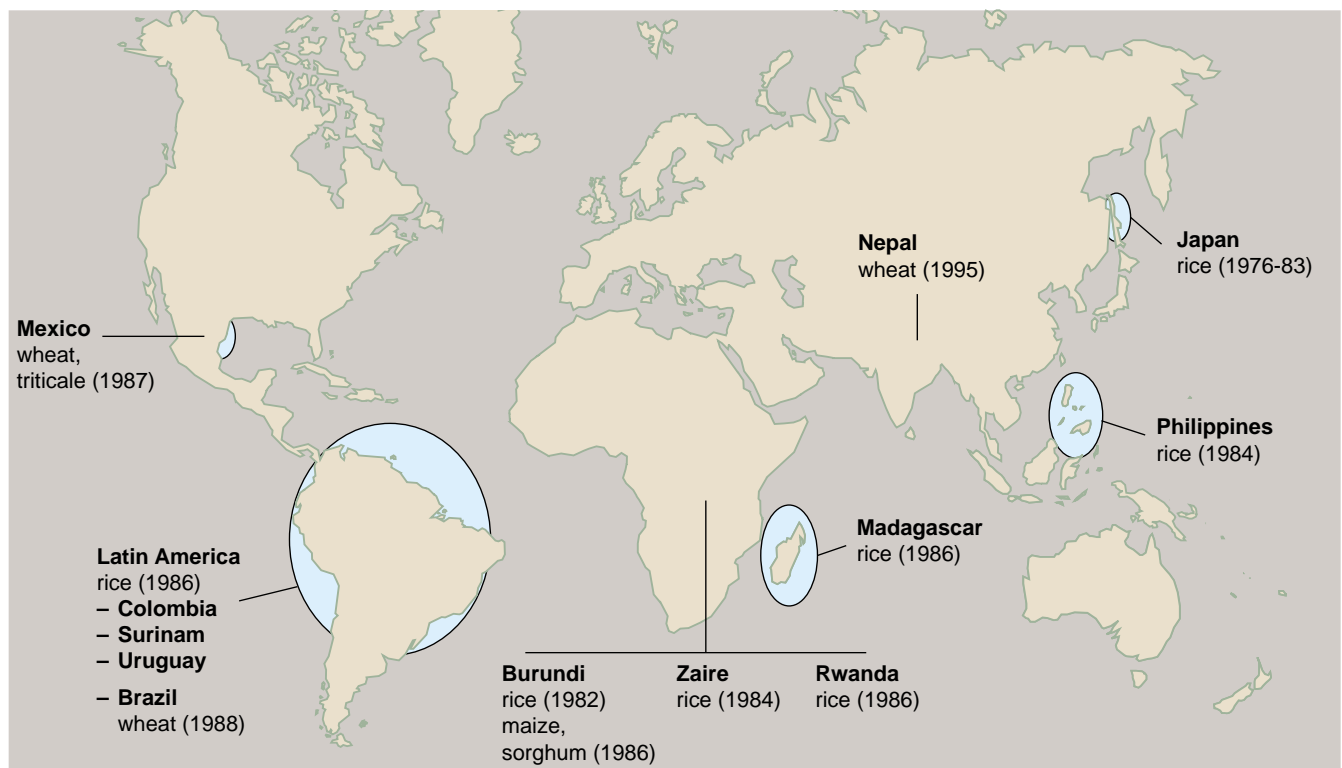 Nepal
wheat (1995)
Japan
rice (1976-83)
Mexico
wheat,
triticale (1987)
Philippines
rice (1984)
Madagascar
rice (1986)
Latin America
rice (1986)
– Colombia
– Surinam
– Uruguay
– Brazil
wheat (1988)
Burundi
rice (1982)
maize,
sorghum (1986)
Zaire
rice (1984)
Rwanda
rice (1986)